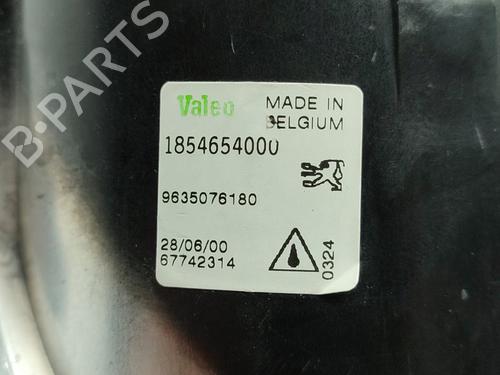 B-PARTS
Valeo
MADE IN
BELGIUM
1854654000
9635076180
28/06/00
67742314
0324